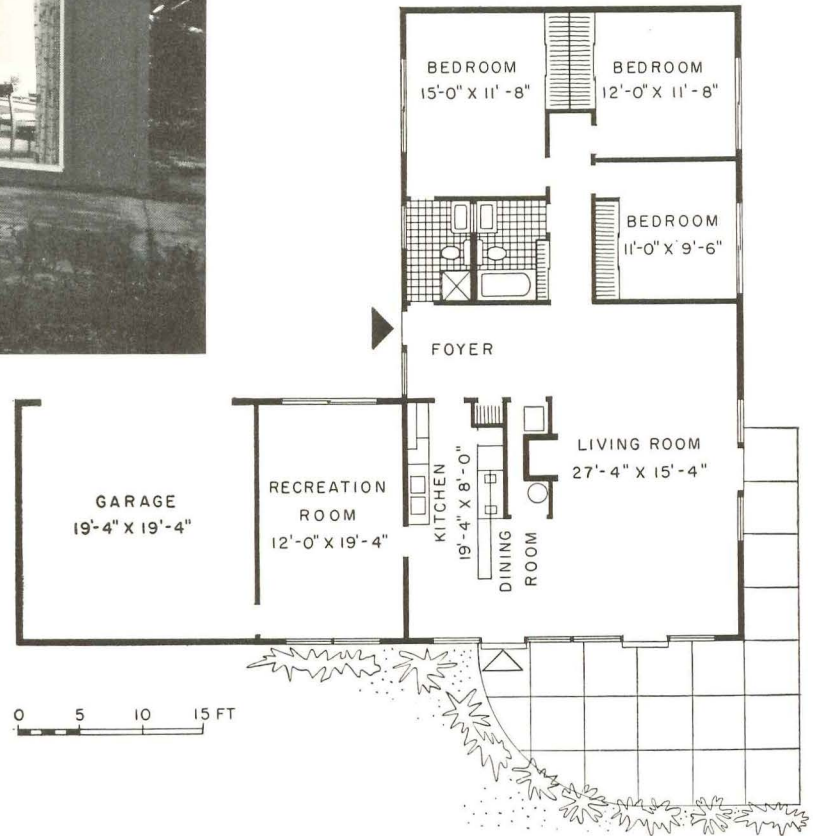 BEDROOM
15'-0" X 11'-8"
BEDROOM
12'-0" X 11'-8"
BEDROOM
11'-0" X 9'-6"
FOYER
LIVING ROOM
27'-4" X 15'-4"
GARAGE
19'-4" X 19'-4"
RECREATION
ROOM
12'-0" X 19'-4"
KITCHEN
19'-4" X 8'-0"
DINING
ROOM
0 5 10 15 FT